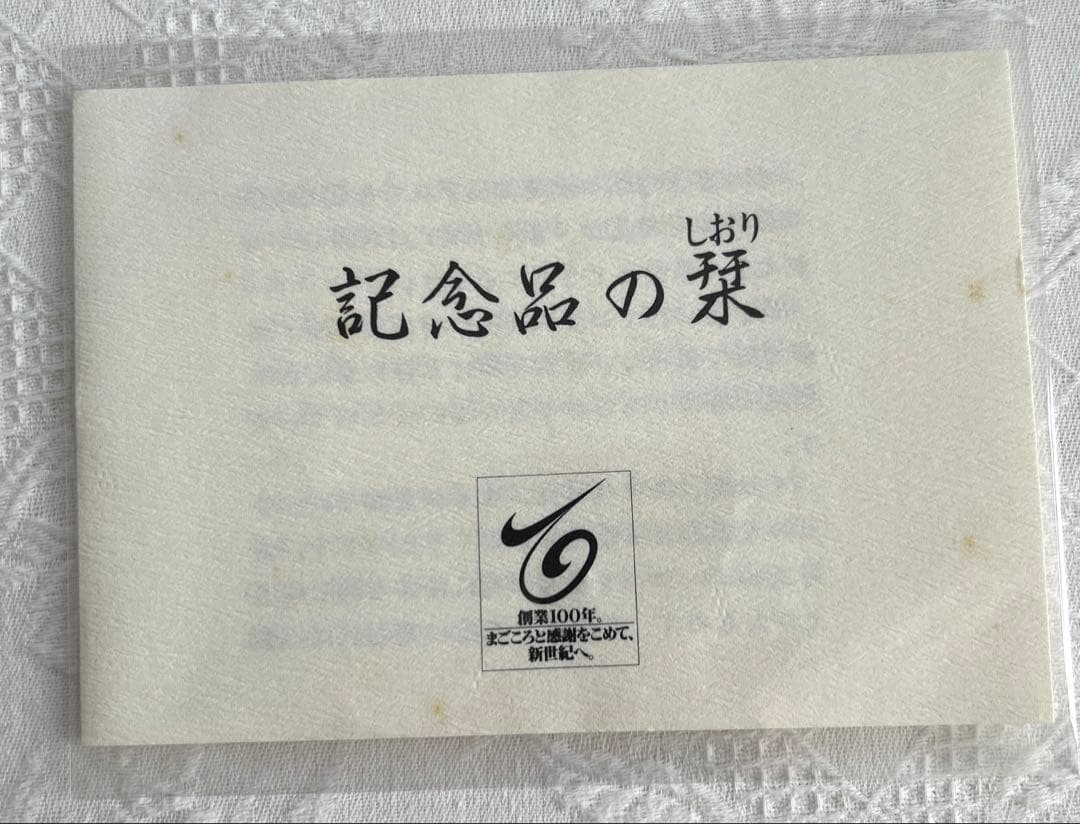 記念品の栞
しおり
創業100年。
まごころと感謝をこめて、
新世紀へ。